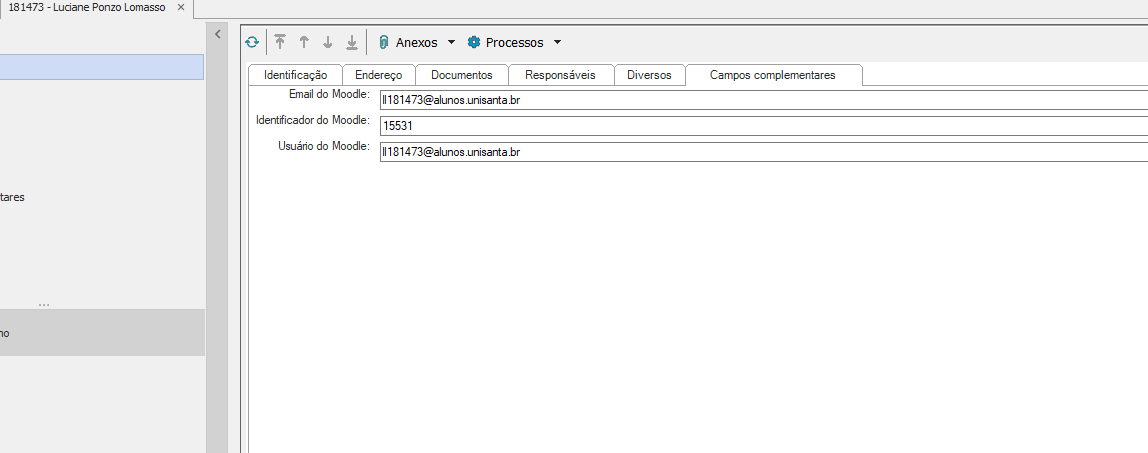 181473 - Luciane Ponzo Lomasso
Anexos Processos
Identificação Endereço Documentos Responsáveis Diversos Campos complementares
Email do Moodle: ll181473@alunos.unisanta.br
Identificador do Moodle: 15531
Usuário do Moodle: ll181473@alunos.unisanta.br
tares
...
no